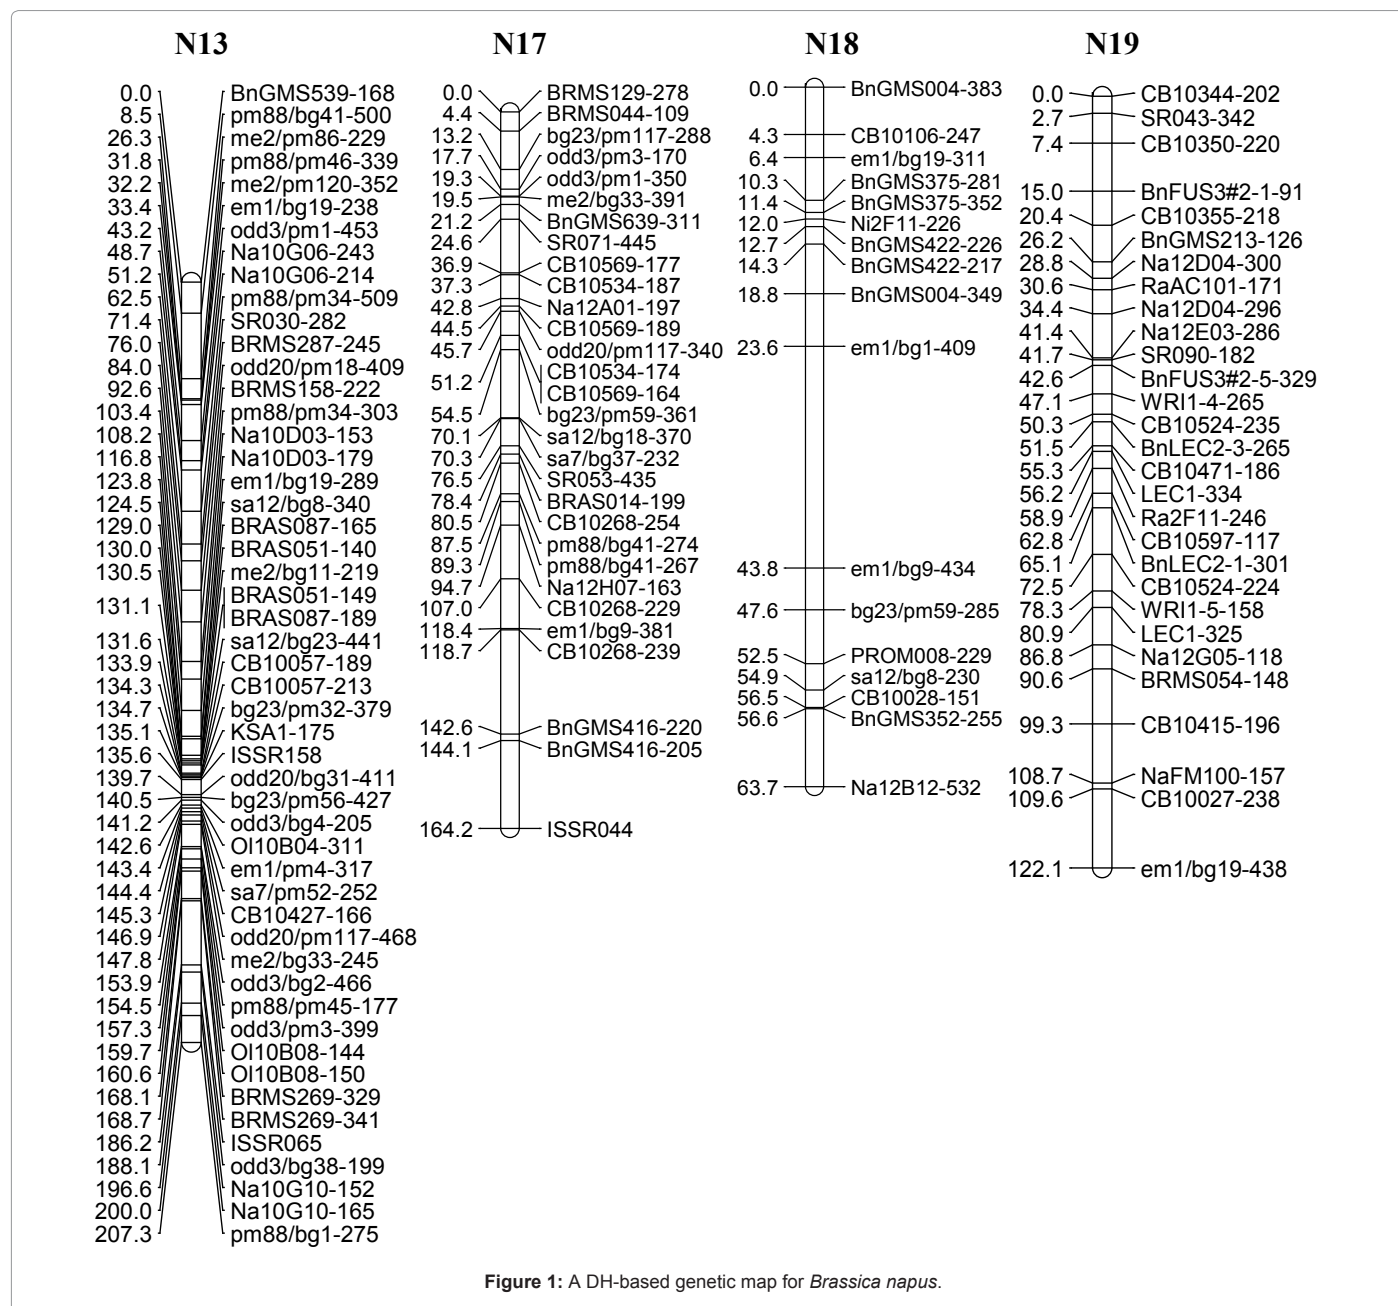 N13
0.0 BnGMS539-168
8.5 pm88/bg41-500
26.3 me2/pm86-229
31.8 pm88/pm46-339
32.2 me2/pm120-352
33.4 em1/bg19-238
43.2 odd3/pm1-453
48.7 Na10G06-243
51.2 Na10G06-214
62.5 pm88/pm34-509
71.4 SR030-282
76.0 BRMS287-245
84.0 odd20/pm18-409
92.6 BRMS158-222
103.4 pm88/pm34-303
108.2 Na10D03-153
116.8 Na10D03-179
123.8 em1/bg19-289
124.5 sa12/bg8-340
129.0 BRAS087-165
130.0 BRAS051-140
130.5 me2/bg11-219
BRAS051-149
131.1 BRAS087-189
131.6 sa12/bg23-441
133.9 CB10057-189
134.3 CB10057-213
134.7 bg23/pm32-379
135.1 KSA1-175
135.6 ISSR158
139.7 odd20/bg31-411
140.5 bg23/pm56-427
141.2 odd3/bg4-205
142.6 Ol10B04-311
143.4 em1/pm4-317
144.4 sa7/pm52-252
145.3 CB10427-166
146.9 odd20/pm117-468
147.8 me2/bg33-245
153.9 odd3/bg2-466
154.5 pm88/pm45-177
157.3 odd3/pm3-399
159.7 Ol10B08-144
160.6 Ol10B08-150
168.1 BRMS269-329
168.7 BRMS269-341
186.2 ISSR065
188.1 odd3/bg38-199
196.6 Na10G10-152
200.0 Na10G10-165
207.3 pm88/bg1-275
N17
0.0 BRMS129-278
4.4 BRMS044-109
13.2 bg23/pm117-288
17.7 odd3/pm3-170
19.3 odd3/pm1-350
19.5 me2/bg33-391
21.2 BnGMS639-311
24.6 SR071-445
36.9 CB10569-177
37.3 CB10534-187
42.8 Na12A01-197
44.5 CB10569-189
45.7 odd20/pm117-340
51.2 CB10534-174
CB10569-164
54.5 bg23/pm59-361
70.1 sa12/bg18-370
70.3 sa7/bg37-232
76.5 SR053-435
78.4 BRAS014-199
80.5 CB10268-254
87.5 pm88/bg41-274
89.3 pm88/bg41-267
94.7 Na12H07-163
107.0 CB10268-229
118.4 em1/bg9-381
118.7 CB10268-239
142.6 BnGMS416-220
144.1 BnGMS416-205
164.2 ISSR044
N18
0.0 BnGMS004-383
4.3 CB10106-247
6.4 em1/bg19-311
10.3 BnGMS375-281
11.4 BnGMS375-352
12.0 Ni2F11-226
12.7 BnGMS422-226
14.3 BnGMS422-217
18.8 BnGMS004-349
23.6 em1/bg1-409
43.8 em1/bg9-434
47.6 bg23/pm59-285
52.5 PROM008-229
54.9 sa12/bg8-230
56.5 CB10028-151
56.6 BnGMS352-255
63.7 Na12B12-532
N19
0.0 CB10344-202
2.7 SR043-342
7.4 CB10350-220
15.0 BnFUS3#2-1-91
20.4 CB10355-218
26.2 BnGMS213-126
28.8 Na12D04-300
30.6 RaAC101-171
34.4 Na12D04-296
41.4 Na12E03-286
41.7 SR090-182
42.6 BnFUS3#2-5-329
47.1 WRI1-4-265
50.3 CB10524-235
51.5 BnLEC2-3-265
55.3 CB10471-186
56.2 LEC1-334
58.9 Ra2F11-246
62.8 CB10597-117
65.1 BnLEC2-1-301
72.5 CB10524-224
78.3 WRI1-5-158
80.9 LEC1-325
86.8 Na12G05-118
90.6 BRMS054-148
99.3 CB10415-196
108.7 NaFM100-157
109.6 CB10027-238
122.1 em1/bg19-438
Figure 1: A DH-based genetic map for Brassica napus.